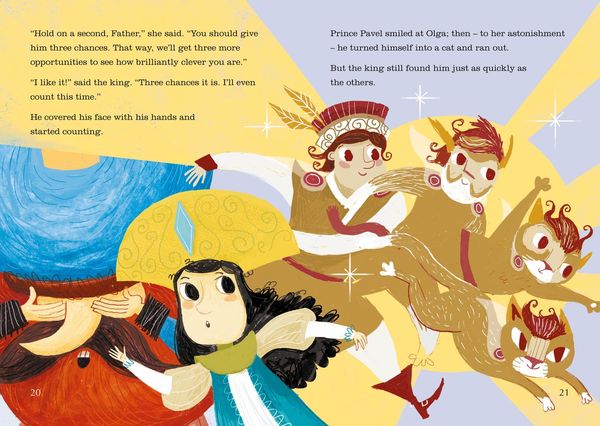 “Hold on a second, Father,” she said. “You should give
him three chances. That way, we’ll get three more
opportunities to see how brilliantly clever you are.”
“I like it!” said the king. “Three chances it is. I’ll even
count this time.”
He covered his face with his hands and
started counting.
20
Prince Pavel smiled at Olga; then – to her astonishment
– he turned himself into a cat and ran out.
But the king still found him just as quickly as
the others.
21